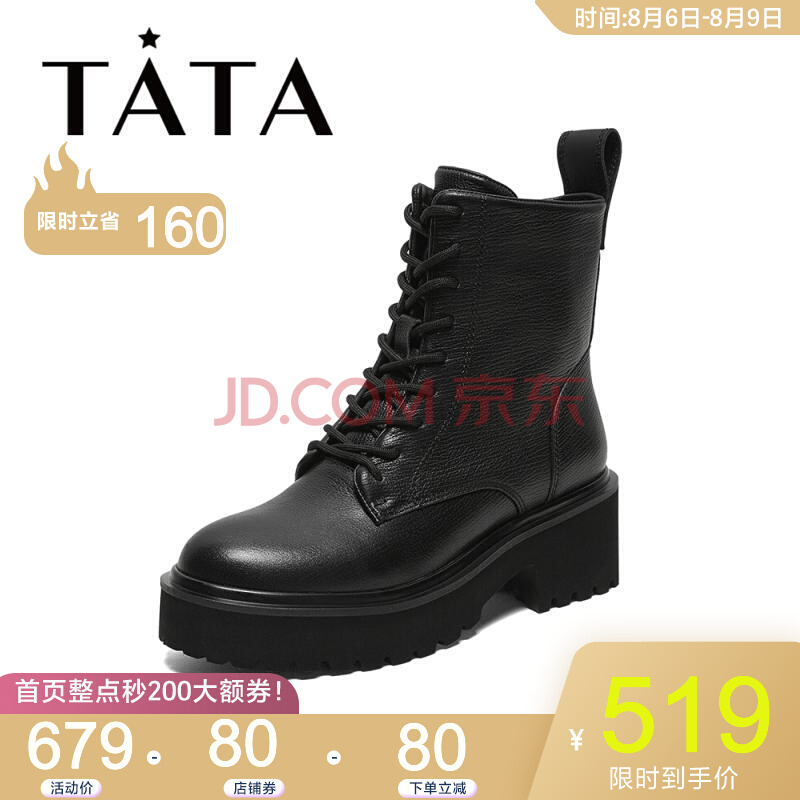 时间:8月6日-8月9日
TATA
限时立省 160
JD.COM 京东
首页整点秒200大额券!
679 - 80 - 80
活动价 店铺券 下单立减
¥519
限时到手价